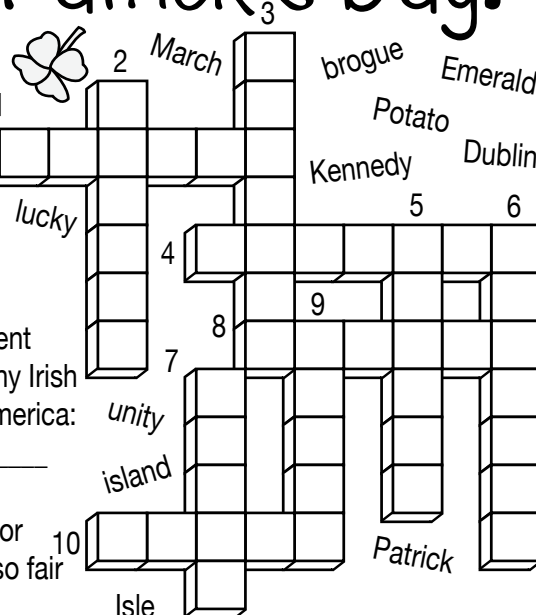 3
2
March
brogue
Emerald
Potato
Dublin
Kennedy
lucky
5
6
4
9
8
ent
ny Irish
7
merica:
unity
island
or
10
so fair
Patrick
Isle